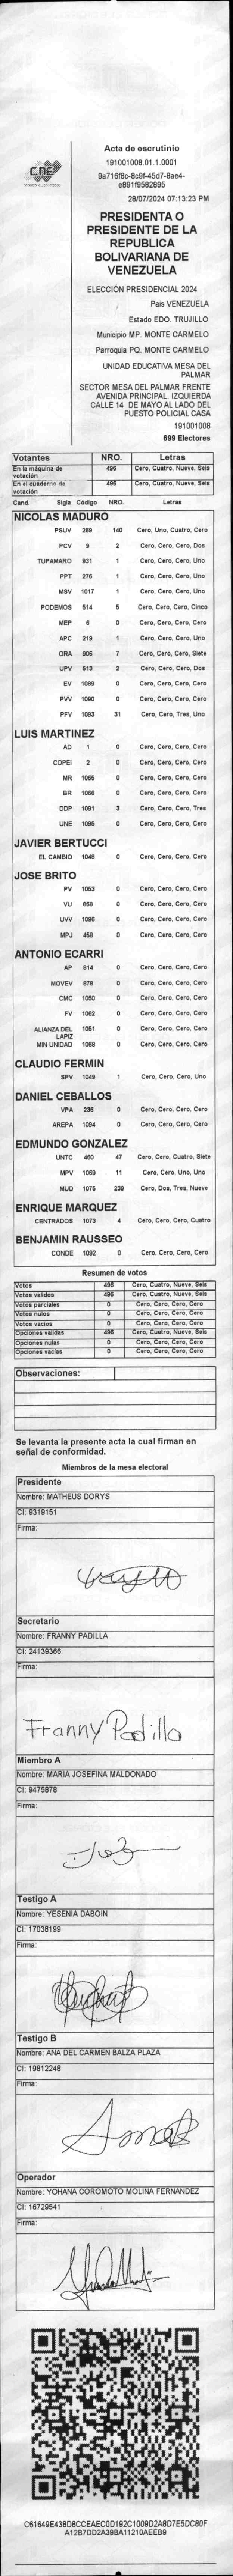 Acta de escrutinio
191001008.01.1.0001
9a716f8c-8c9f-45d7-8ae4-
e891f9582895
28/07/2024 07:13:23 PM
CNE
PRESIDENTA O
PRESIDENTE DE LA
REPUBLICA
BOLIVARIANA DE
VENEZUELA
ELECCIÓN PRESIDENCIAL 2024
Pais VENEZUELA
Estado EDO. TRUJILLO
Municipio MP. MONTE CARMELO
Parroquia PQ. MONTE CARMELO
UNIDAD EDUCATIVA MESA DEL
PALMAR
SECTOR MESA DEL PALMAR FRENTE
AVENIDA PRINCIPAL. IZQUIERDA
CALLE 14 DE MAYO AL LADO DEL
PUESTO POLICIAL CASA
191001008
699 Electores
Votantes NRO. Letras
En la máquina de votación 496 Cero, Cuatro, Nueve, Seis
En el cuaderno de votación 496 Cero, Cuatro, Nueve, Seis
Cand. Sigla Código NRO. Letras
NICOLAS MADURO
PSUV 269 140 Cero, Uno, Cuatro, Cero
PCV 9 2 Cero, Cero, Cero, Dos
TUPAMARO 931 1 Cero, Cero, Cero, Uno
PPT 276 1 Cero, Cero, Cero, Uno
MSV 1017 1 Cero, Cero, Cero, Uno
PODEMOS 514 5 Cero, Cero, Cero, Cinco
MEP 6 0 Cero, Cero, Cero, Cero
APC 219 1 Cero, Cero, Cero, Uno
ORA 906 7 Cero, Cero, Cero, Siete
UPV 513 2 Cero, Cero, Cero, Dos
EV 1089 0 Cero, Cero, Cero, Cero
PVV 1090 0 Cero, Cero, Cero, Cero
PFV 1093 31 Cero, Cero, Tres, Uno
LUIS MARTINEZ
AD 1 0 Cero, Cero, Cero, Cero
COPEI 2 0 Cero, Cero, Cero, Cero
MR 1065 0 Cero, Cero, Cero, Cero
BR 1066 0 Cero, Cero, Cero, Cero
DDP 1091 3 Cero, Cero, Cero, Tres
UNE 1095 0 Cero, Cero, Cero, Cero
JAVIER BERTUCCI
EL CAMBIO 1048 0 Cero, Cero, Cero, Cero
JOSE BRITO
PV 1053 0 Cero, Cero, Cero, Cero
VU 868 0 Cero, Cero, Cero, Cero
UVV 1096 0 Cero, Cero, Cero, Cero
MPJ 458 0 Cero, Cero, Cero, Cero
ANTONIO ECARRI
AP 814 0 Cero, Cero, Cero, Cero
MOVEV 878 0 Cero, Cero, Cero, Cero
CMC 1050 0 Cero, Cero, Cero, Cero
FV 1062 0 Cero, Cero, Cero, Cero
ALIANZA DEL LAPIZ 1051 0 Cero, Cero, Cero, Cero
MIN UNIDAD 1068 0 Cero, Cero, Cero, Cero
CLAUDIO FERMIN
SPV 1049 1 Cero, Cero, Cero, Uno
DANIEL CEBALLOS
VPA 236 0 Cero, Cero, Cero, Cero
AREPA 1094 0 Cero, Cero, Cero, Cero
EDMUNDO GONZALEZ
UNTC 460 47 Cero, Cero, Cuatro, Siete
MPV 1069 11 Cero, Cero, Uno, Uno
MUD 1075 239 Cero, Dos, Tres, Nueve
ENRIQUE MARQUEZ
CENTRADOS 1073 4 Cero, Cero, Cero, Cuatro
BENJAMIN RAUSSEO
CONDE 1092 0 Cero, Cero, Cero, Cero
Resumen de votos
Votos 496 Cero, Cuatro, Nueve, Seis
Votos validos 496 Cero, Cuatro, Nueve, Seis
Votos parciales 0 Cero, Cero, Cero, Cero
Votos nulos 0 Cero, Cero, Cero, Cero
Votos vacios 0 Cero, Cero, Cero, Cero
Opciones validas 496 Cero, Cuatro, Nueve, Seis
Opciones nulas 0 Cero, Cero, Cero, Cero
Opciones vacias 0 Cero, Cero, Cero, Cero
Observaciones:
Se levanta la presente acta la cual firman en
señal de conformidad.
Miembros de la mesa electoral
Presidente
Nombre: MATHEUS DORYS
CI: 9319151
Firma:
Secretario
Nombre: FRANNY PADILLA
CI: 24139366
Firma:
Franny Padilla
Miembro A
Nombre: MARIA JOSEFINA MALDONADO
CI: 9475878
Firma:
Testigo A
Nombre: YESENIA DABOIN
CI: 17038199
Firma:
Testigo B
Nombre: ANA DEL CARMEN BALZA PLAZA
CI: 19812248
Firma:
Operador
Nombre: YOHANA COROMOTO MOLINA FERNANDEZ
CI: 16729541
Firma:
C61649E438D8CCEAEC0D192C1009D2A8D7E5DC80F
A12B7DD2A39BA11210AEEB9